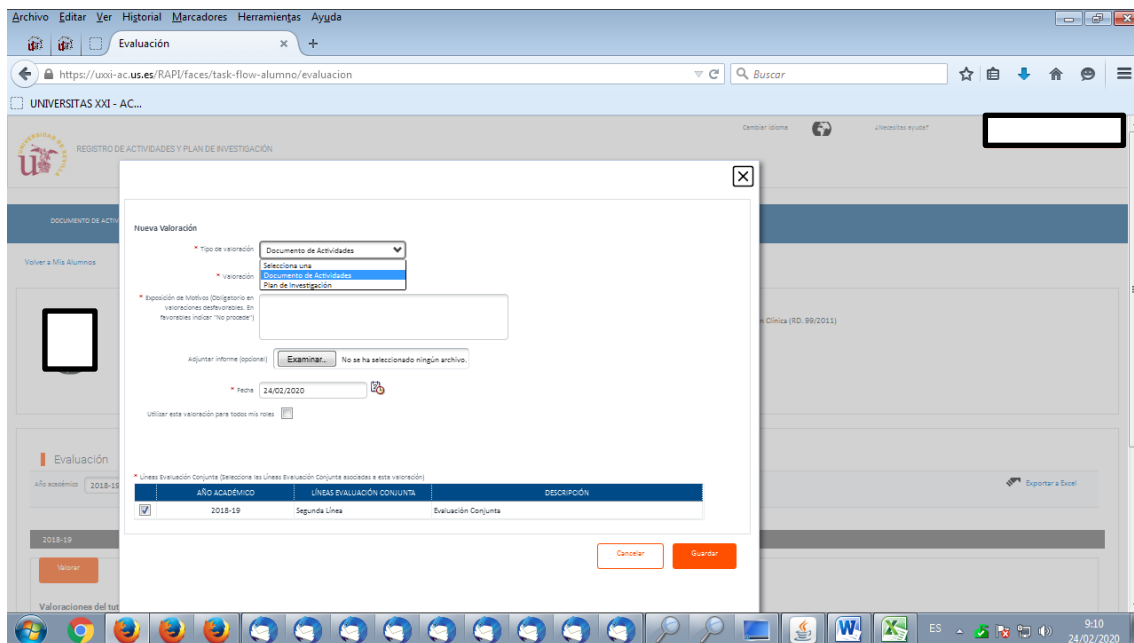 Archivo Editar Ver Historial Marcadores Herramientas Ayuda
Evaluación × +
https://uxxi-ac.us.es/RAPI/faces/task-flow-alumno/evaluacion
Buscar
UNIVERSITAS XXI - AC...
Cambiar idioma
¿Necesitas ayuda?
REGISTRO DE ACTIVIDADES Y PLAN DE INVESTIGACIÓN
DOCUMENTO DE ACTIV
Volver a Mis Alumnos
Nueva Valoración
* Tipo de valoración Documento de Actividades
Selecciona una
* Valoración Documento de Actividades
Plan de Investigación
* Exposición de Motivos (Obligatorio en
valoraciones desfavorables. En
favorables indicar "No procede")
n Clínica (RD. 99/2011)
Adjuntar informe (opcional) Examinar... No se ha seleccionado ningún archivo.
* Fecha 24/02/2020
Utilizar esta valoración para todos mis roles
Evaluación
Año académico 2018-19
Exportar a Excel
* Líneas Evaluación Conjunta (Selecciona las Líneas Evaluación Conjunta asociadas a esta valoración)
AÑO ACADÉMICO LÍNEAS EVALUACIÓN CONJUNTA DESCRIPCIÓN
2018-19 Segunda Línea Evaluación Conjunta
2018-19
Cancelar Guardar
Valorar
Valoraciones del tut
ES 9:10
24/02/2020